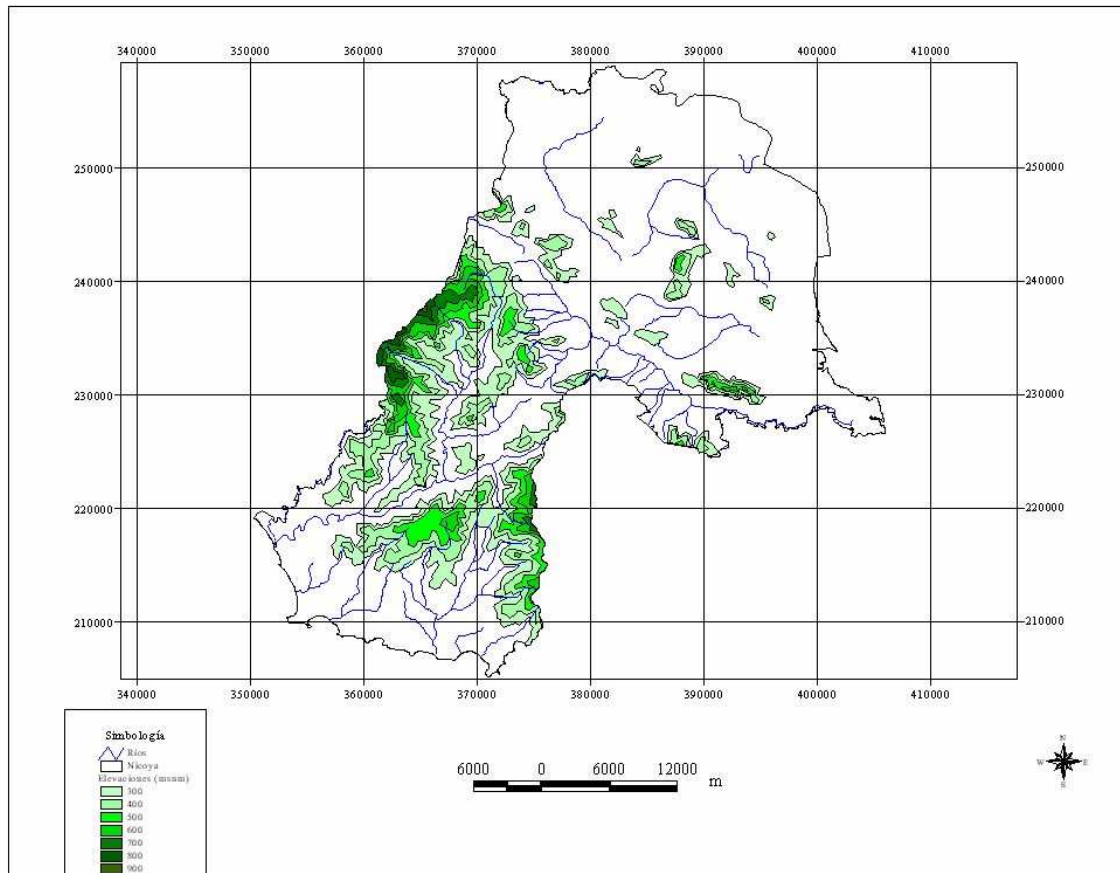 340000 350000 360000 370000 380000 390000 400000 410000
250000 250000
240000 240000
230000 230000
220000 220000
210000 210000
340000 350000 360000 370000 380000 390000 400000 410000
Simbología
Ríos
Nicoya
Elevaciones (msnm)
300
400
500
600
700
800
900
6000 0 6000 12000 m
N
W E
S